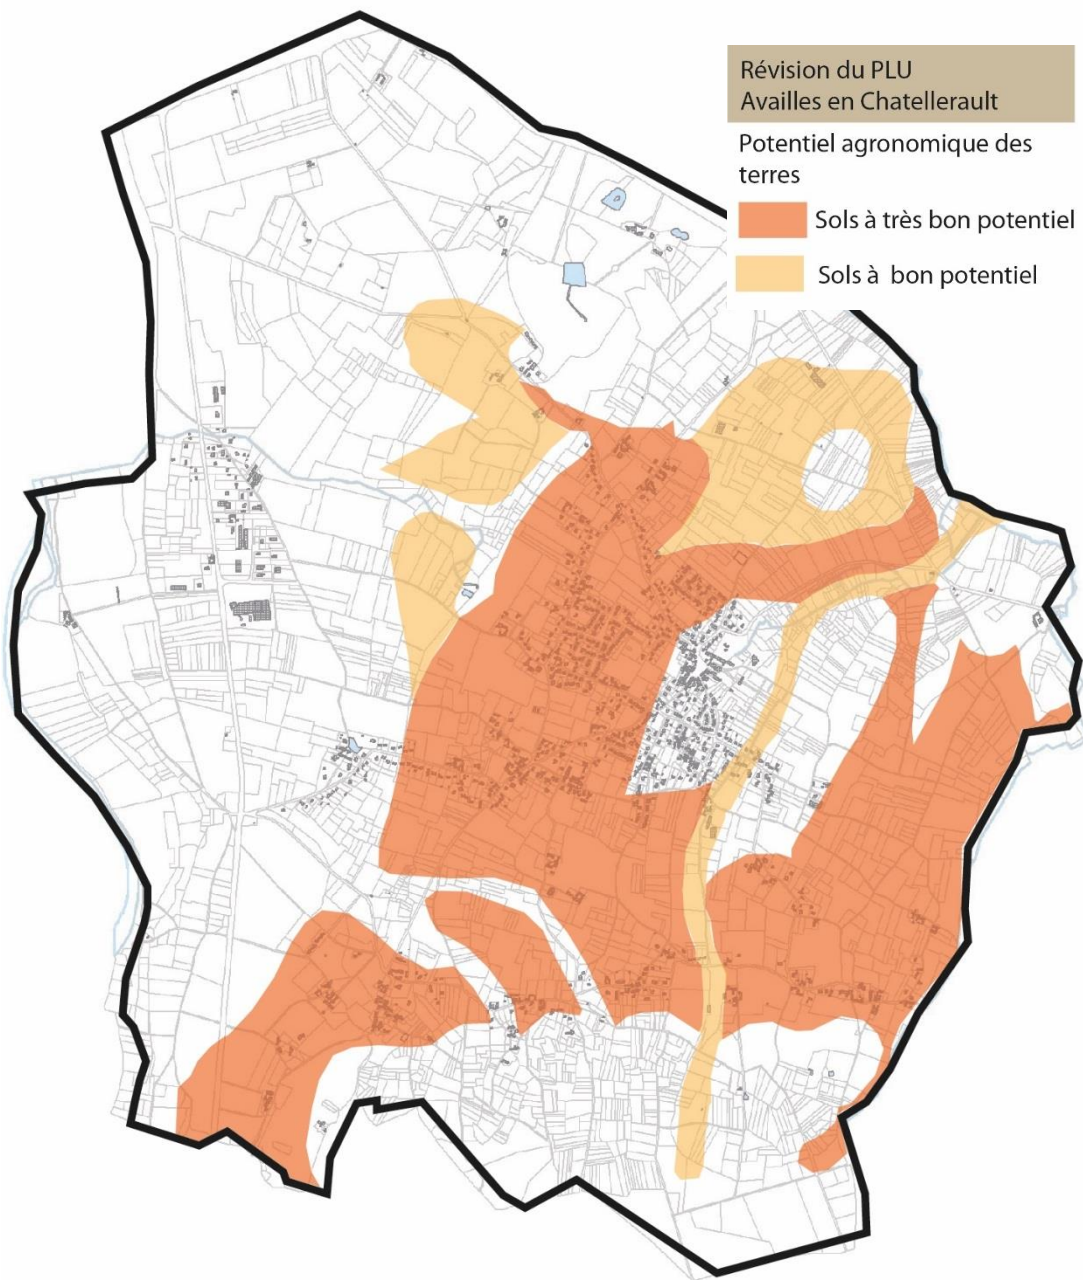 Révision du PLU
Availles en Chatellerault
Potentiel agronomique des
terres
Sols à très bon potentiel
Sols à bon potentiel